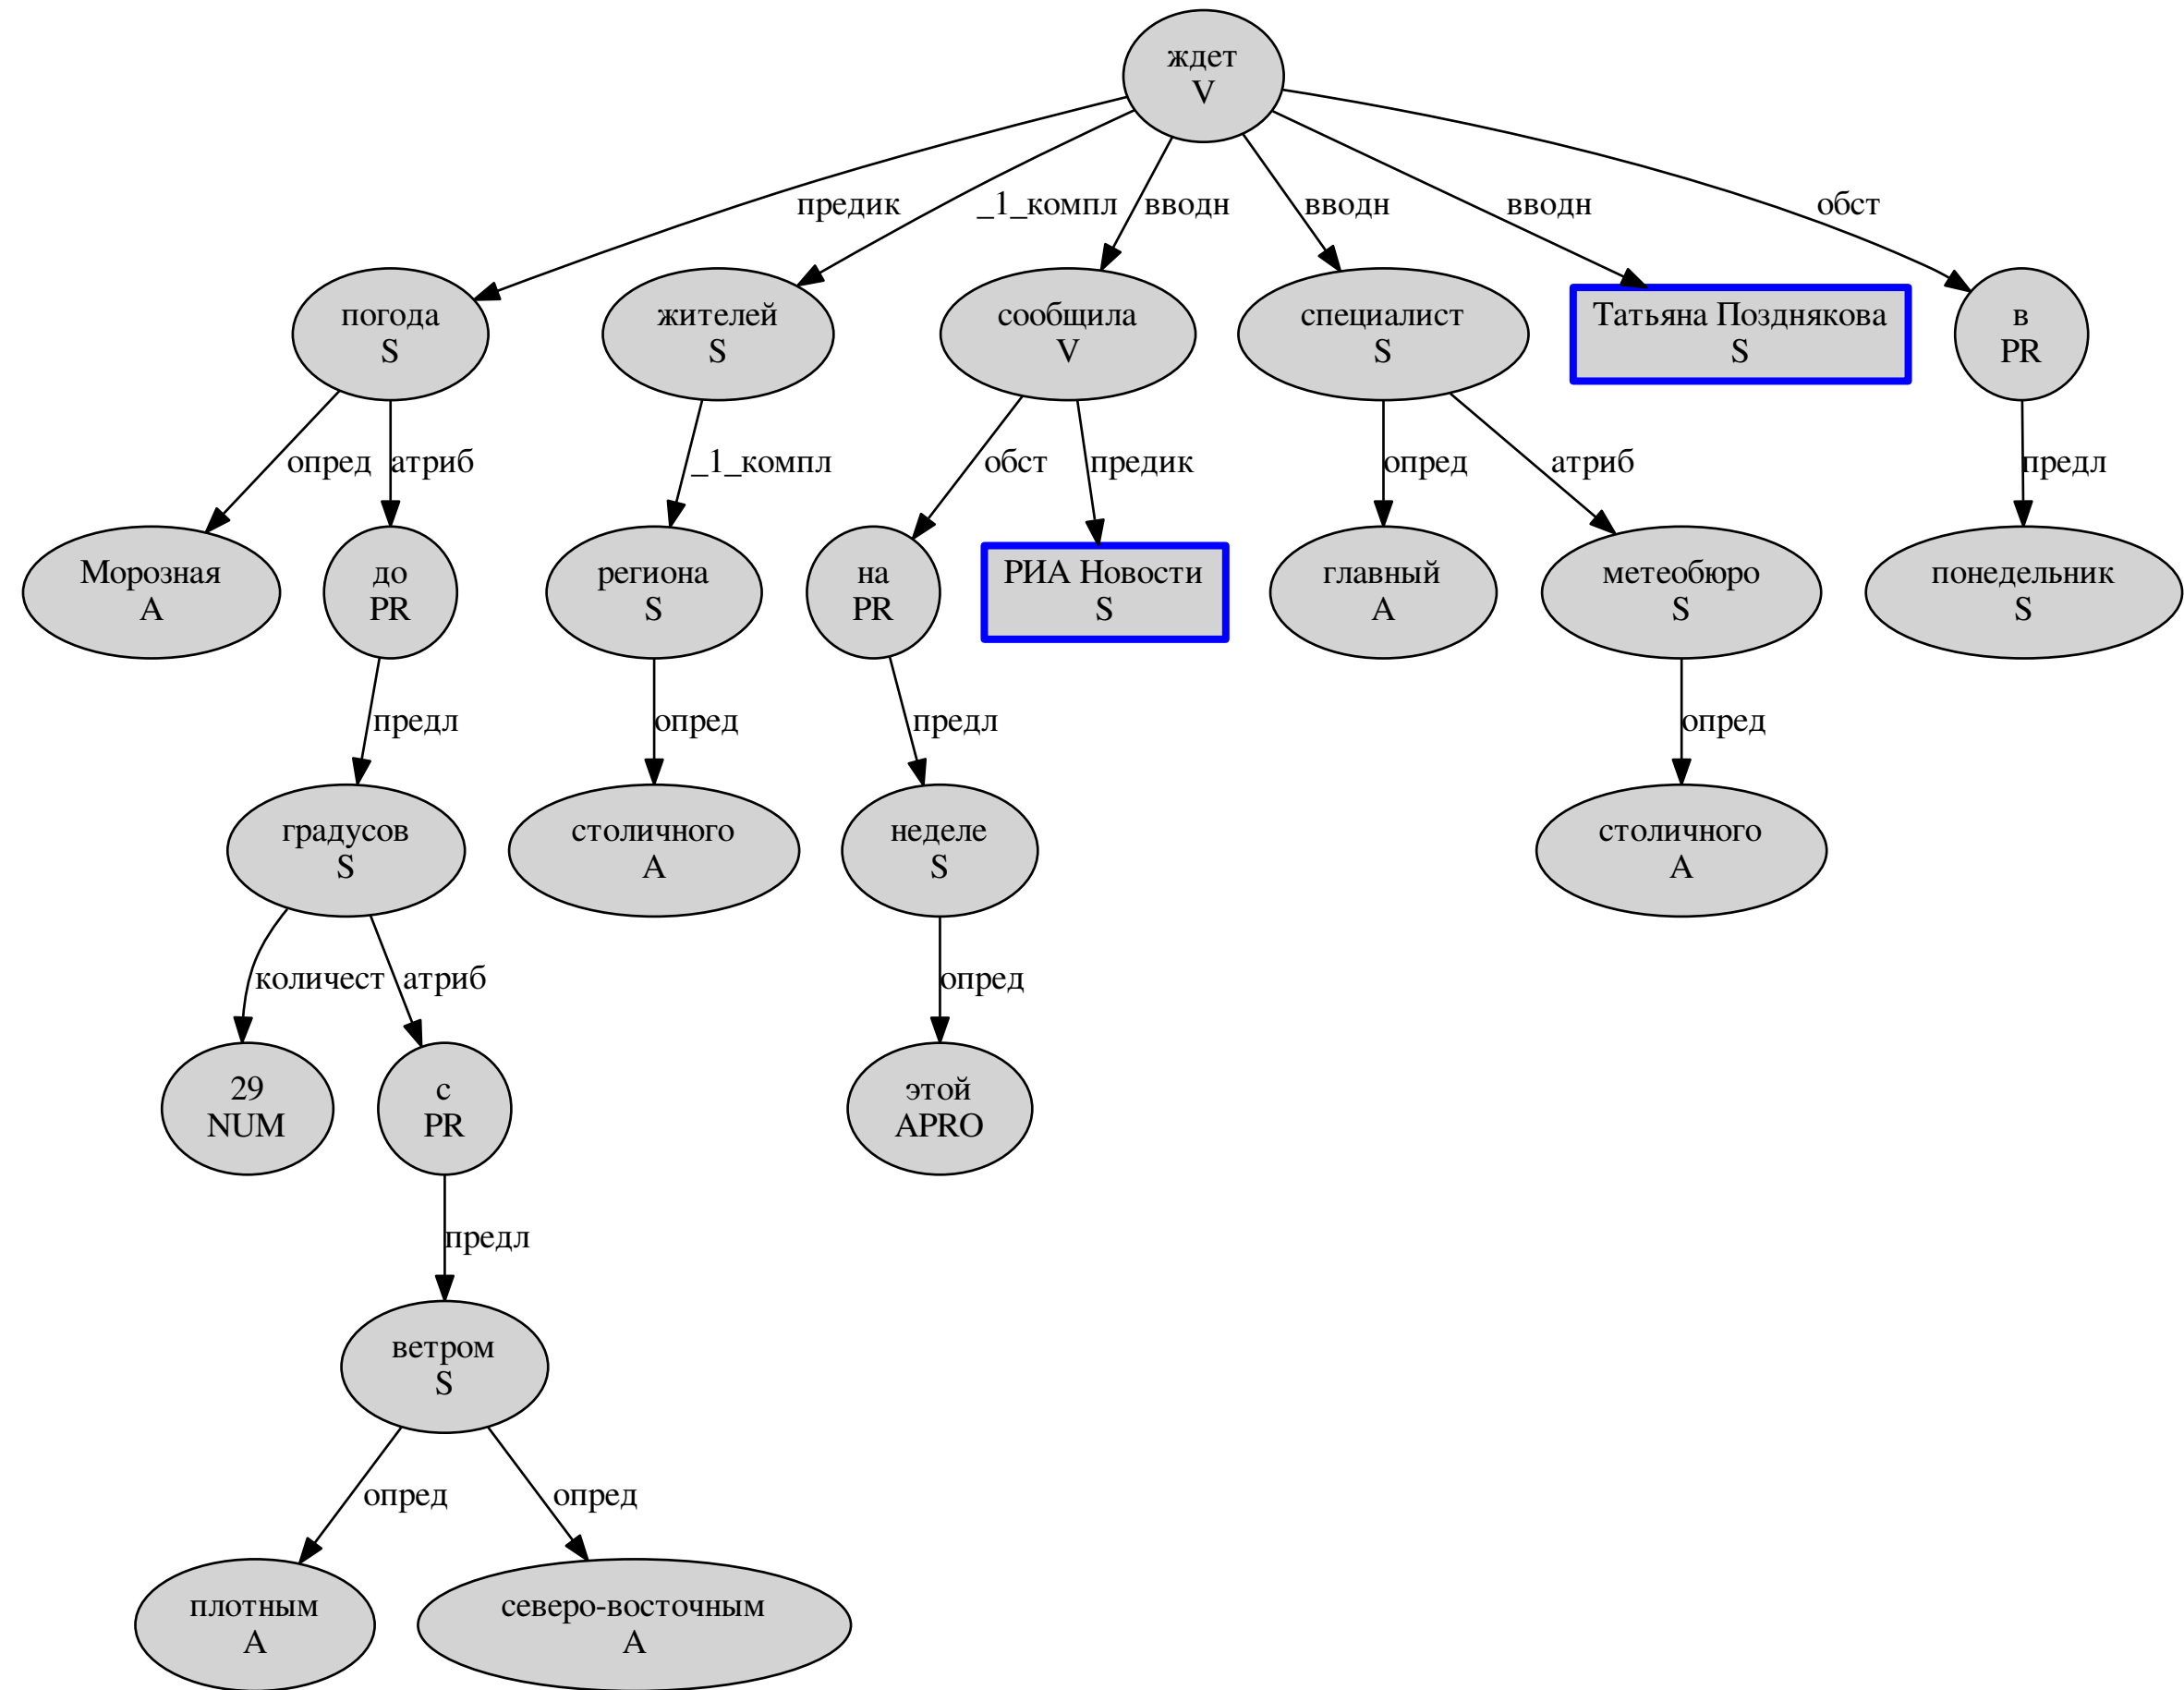 ждет
V
предик
_1_компл
вводн
вводн
вводн
обст
погода
S
жителей
S
сообщила
V
специалист
S
Татьяна Позднякова
S
в
PR
опред
атриб
_1_компл
обст
предик
опред
атриб
предл
Морозная
A
до
PR
региона
S
на
PR
РИА Новости
S
главный
A
метеобюро
S
понедельник
S
предл
опред
предл
опред
градусов
S
столичного
A
неделе
S
столичного
A
количест
атриб
опред
29
NUM
с
PR
этой
APRO
предл
ветром
S
опред
опред
плотным
A
северо-восточным
A